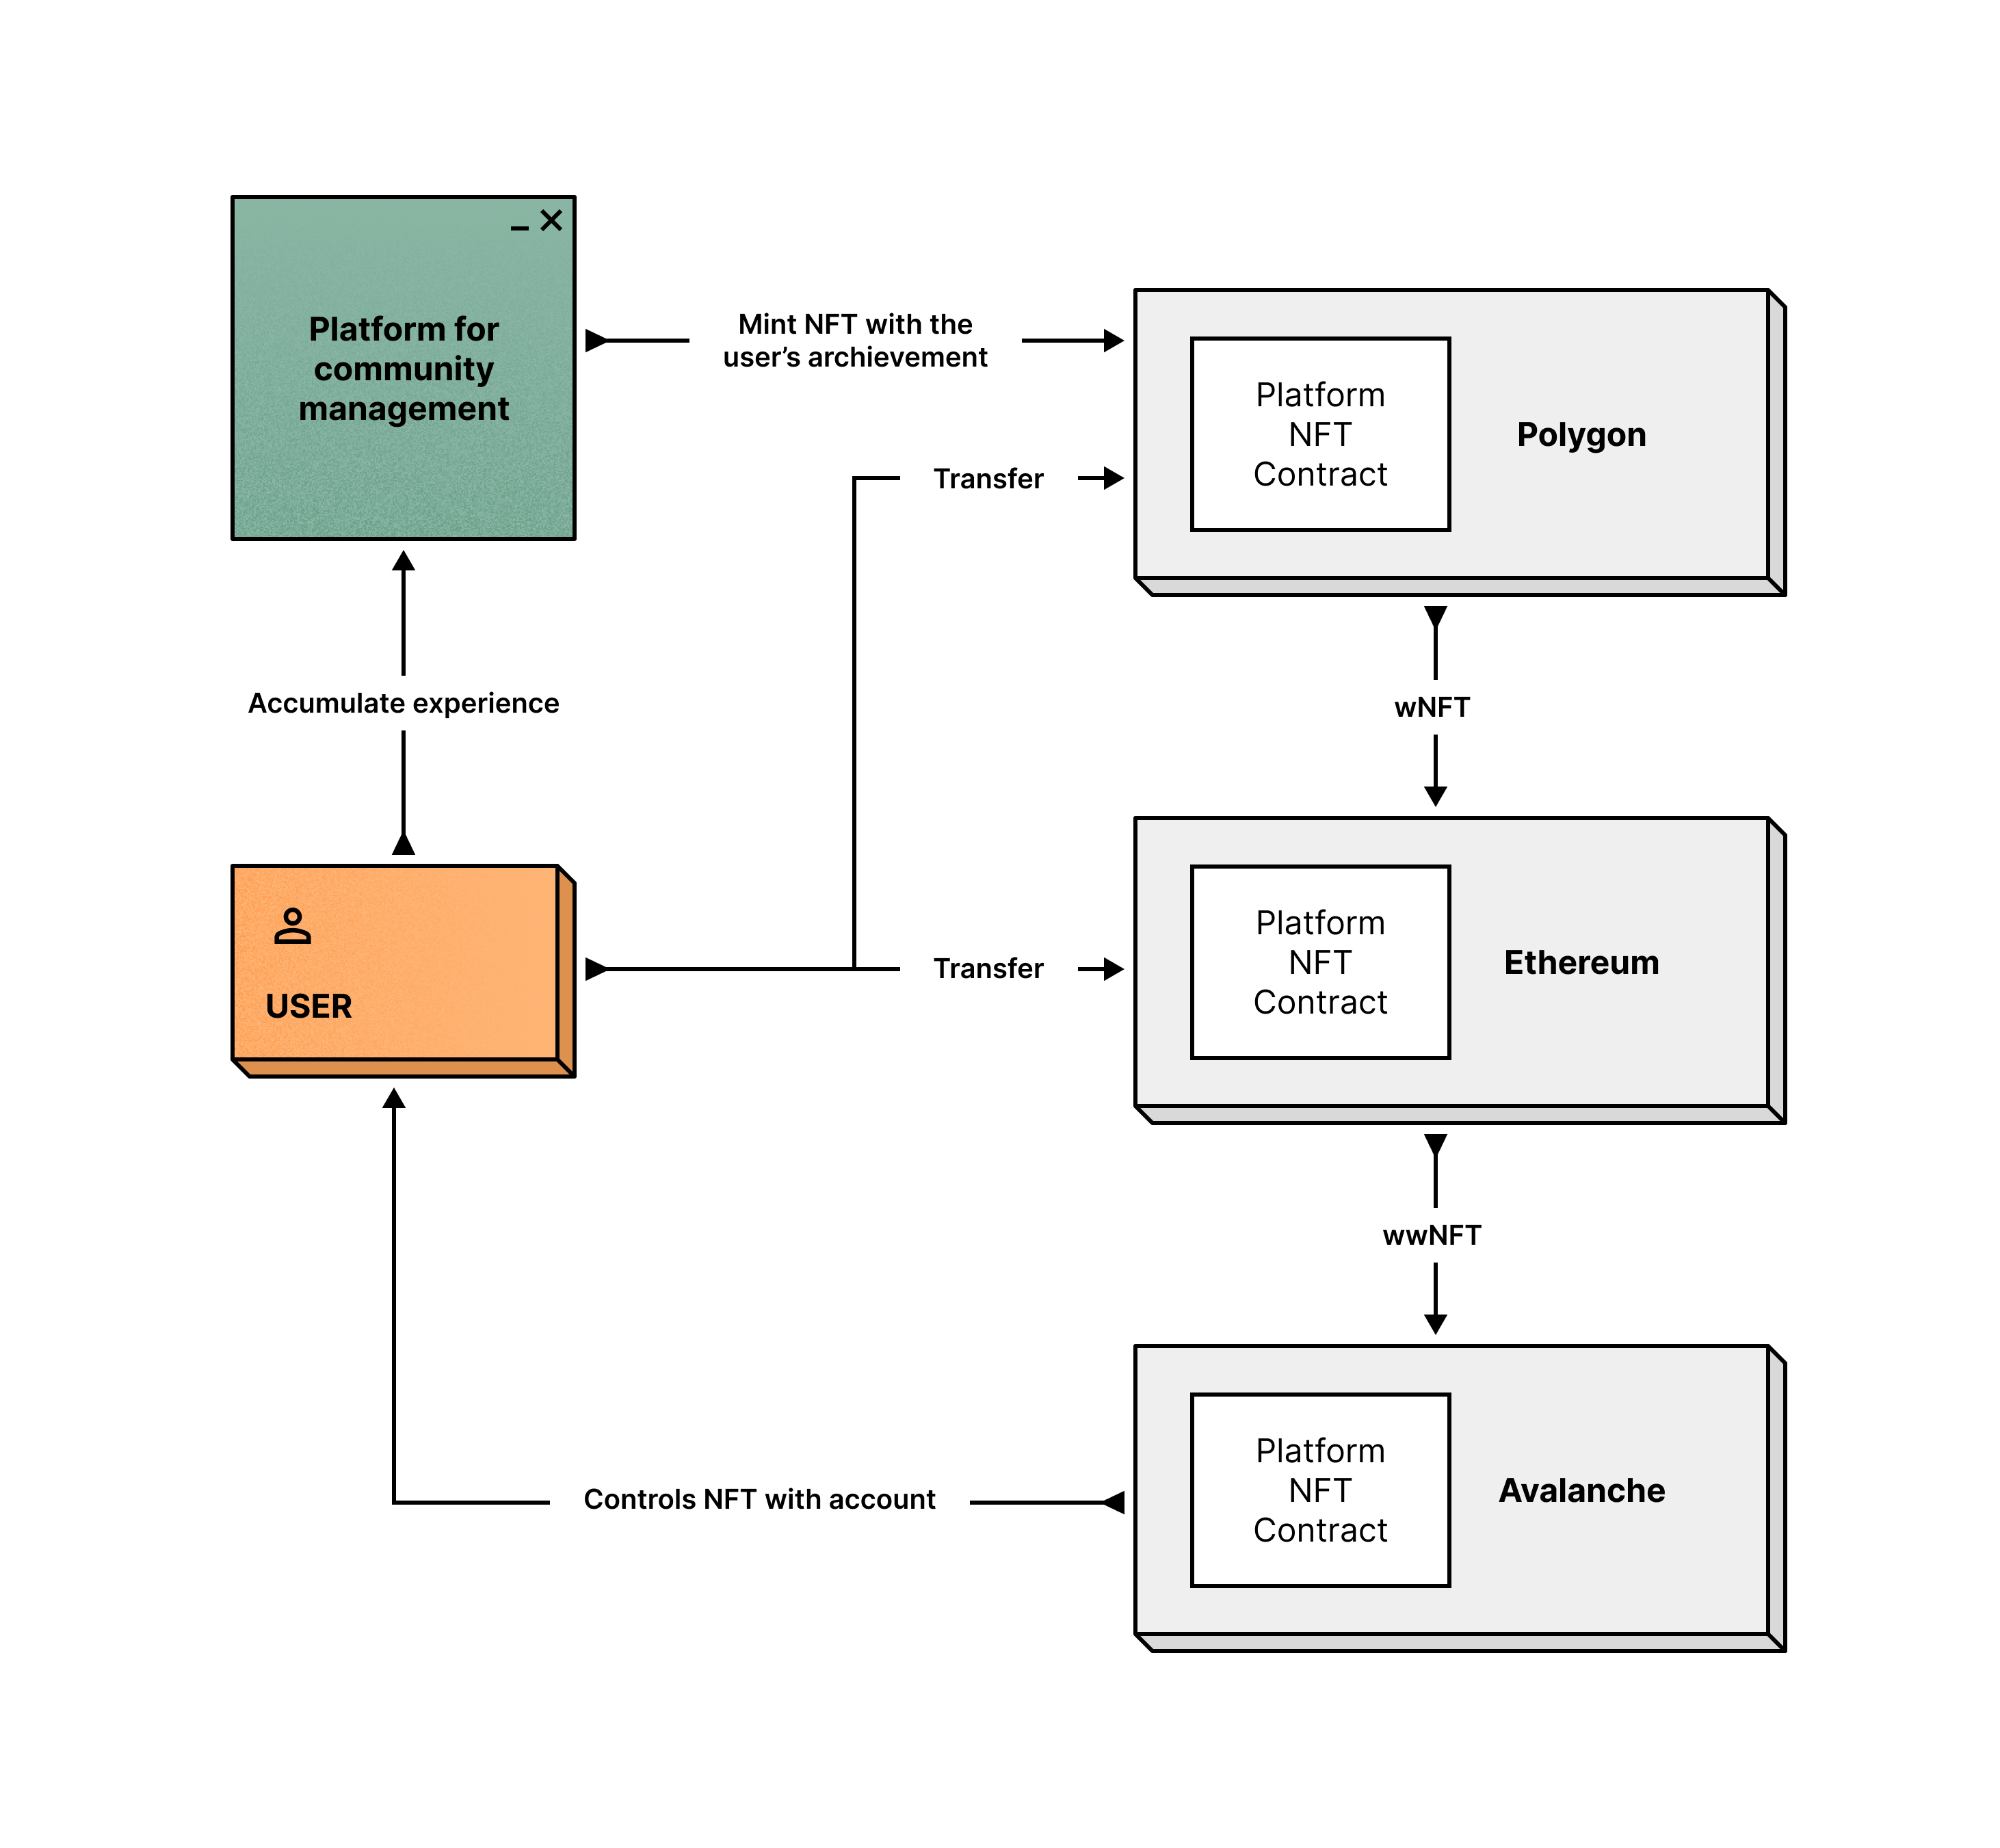 Platform for
community
management
Mint NFT with the
user’s archievement
Platform
NFT
Contract
Polygon
Transfer
Accumulate experience
wNFT
USER
Transfer
Platform
NFT
Contract
Ethereum
wwNFT
Controls NFT with account
Platform
NFT
Contract
Avalanche